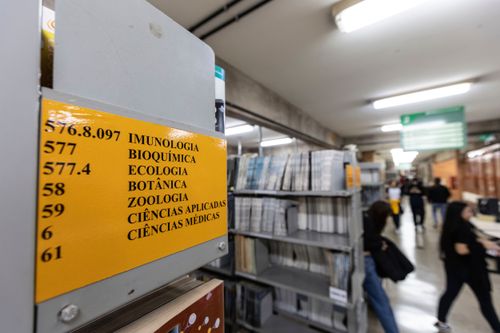 576.8.097 IMUNOLOGIA
577 BIOQUÍMICA
577.4 ECOLOGIA
58 BOTÂNICA
59 ZOOLOGIA
6 CIÊNCIAS APLICADAS
61 CIÊNCIAS MÉDICAS